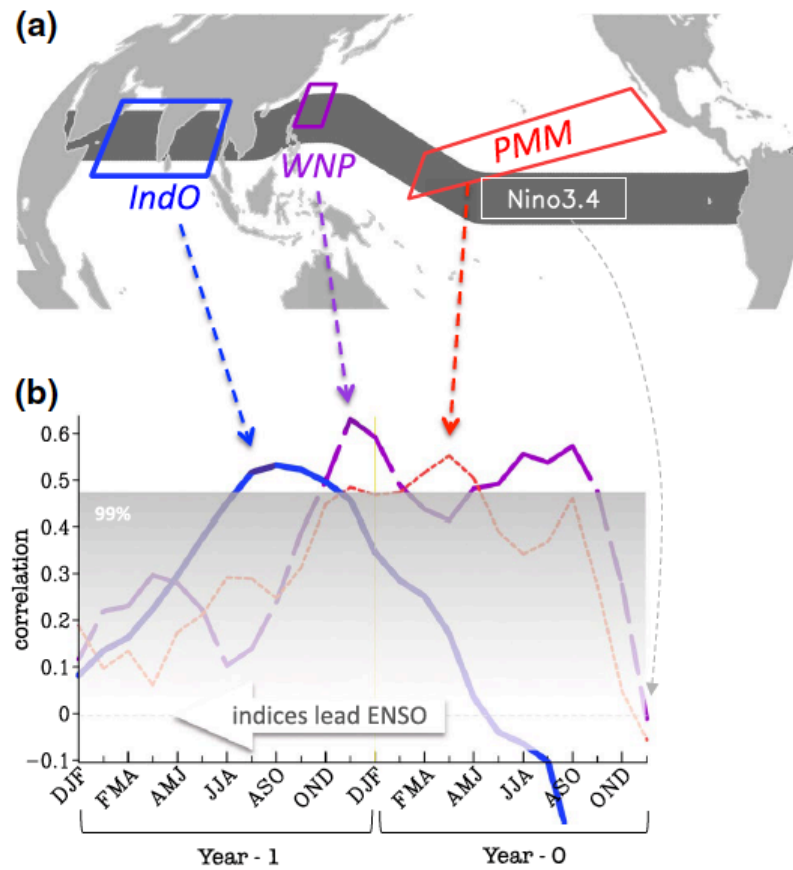 (a)
IndO
WNP
PMM
Nino3.4
(b)
correlation
0.6
0.5
0.4
0.3
0.2
0.1
0
-0.1
99%
indices lead ENSO
DJF
FMA
AMJ
JJA
ASO
OND
DJF
FMA
AMJ
JJA
ASO
OND
Year - 1
Year - 0